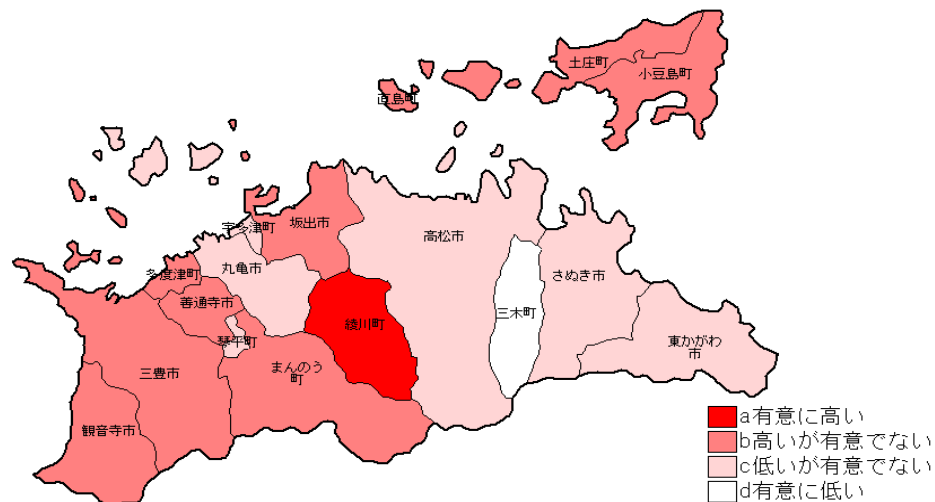 土庄町
小豆島町
直島町
宇多津町
坂出市
高松市
丸亀市
さぬき市
多度津町
善通寺市
綾川町
三木町
琴平町
東かがわ
市
まんのう
町
三豊市
観音寺市
a有意に高い
b高いが有意でない
c低いが有意でない
d有意に低い